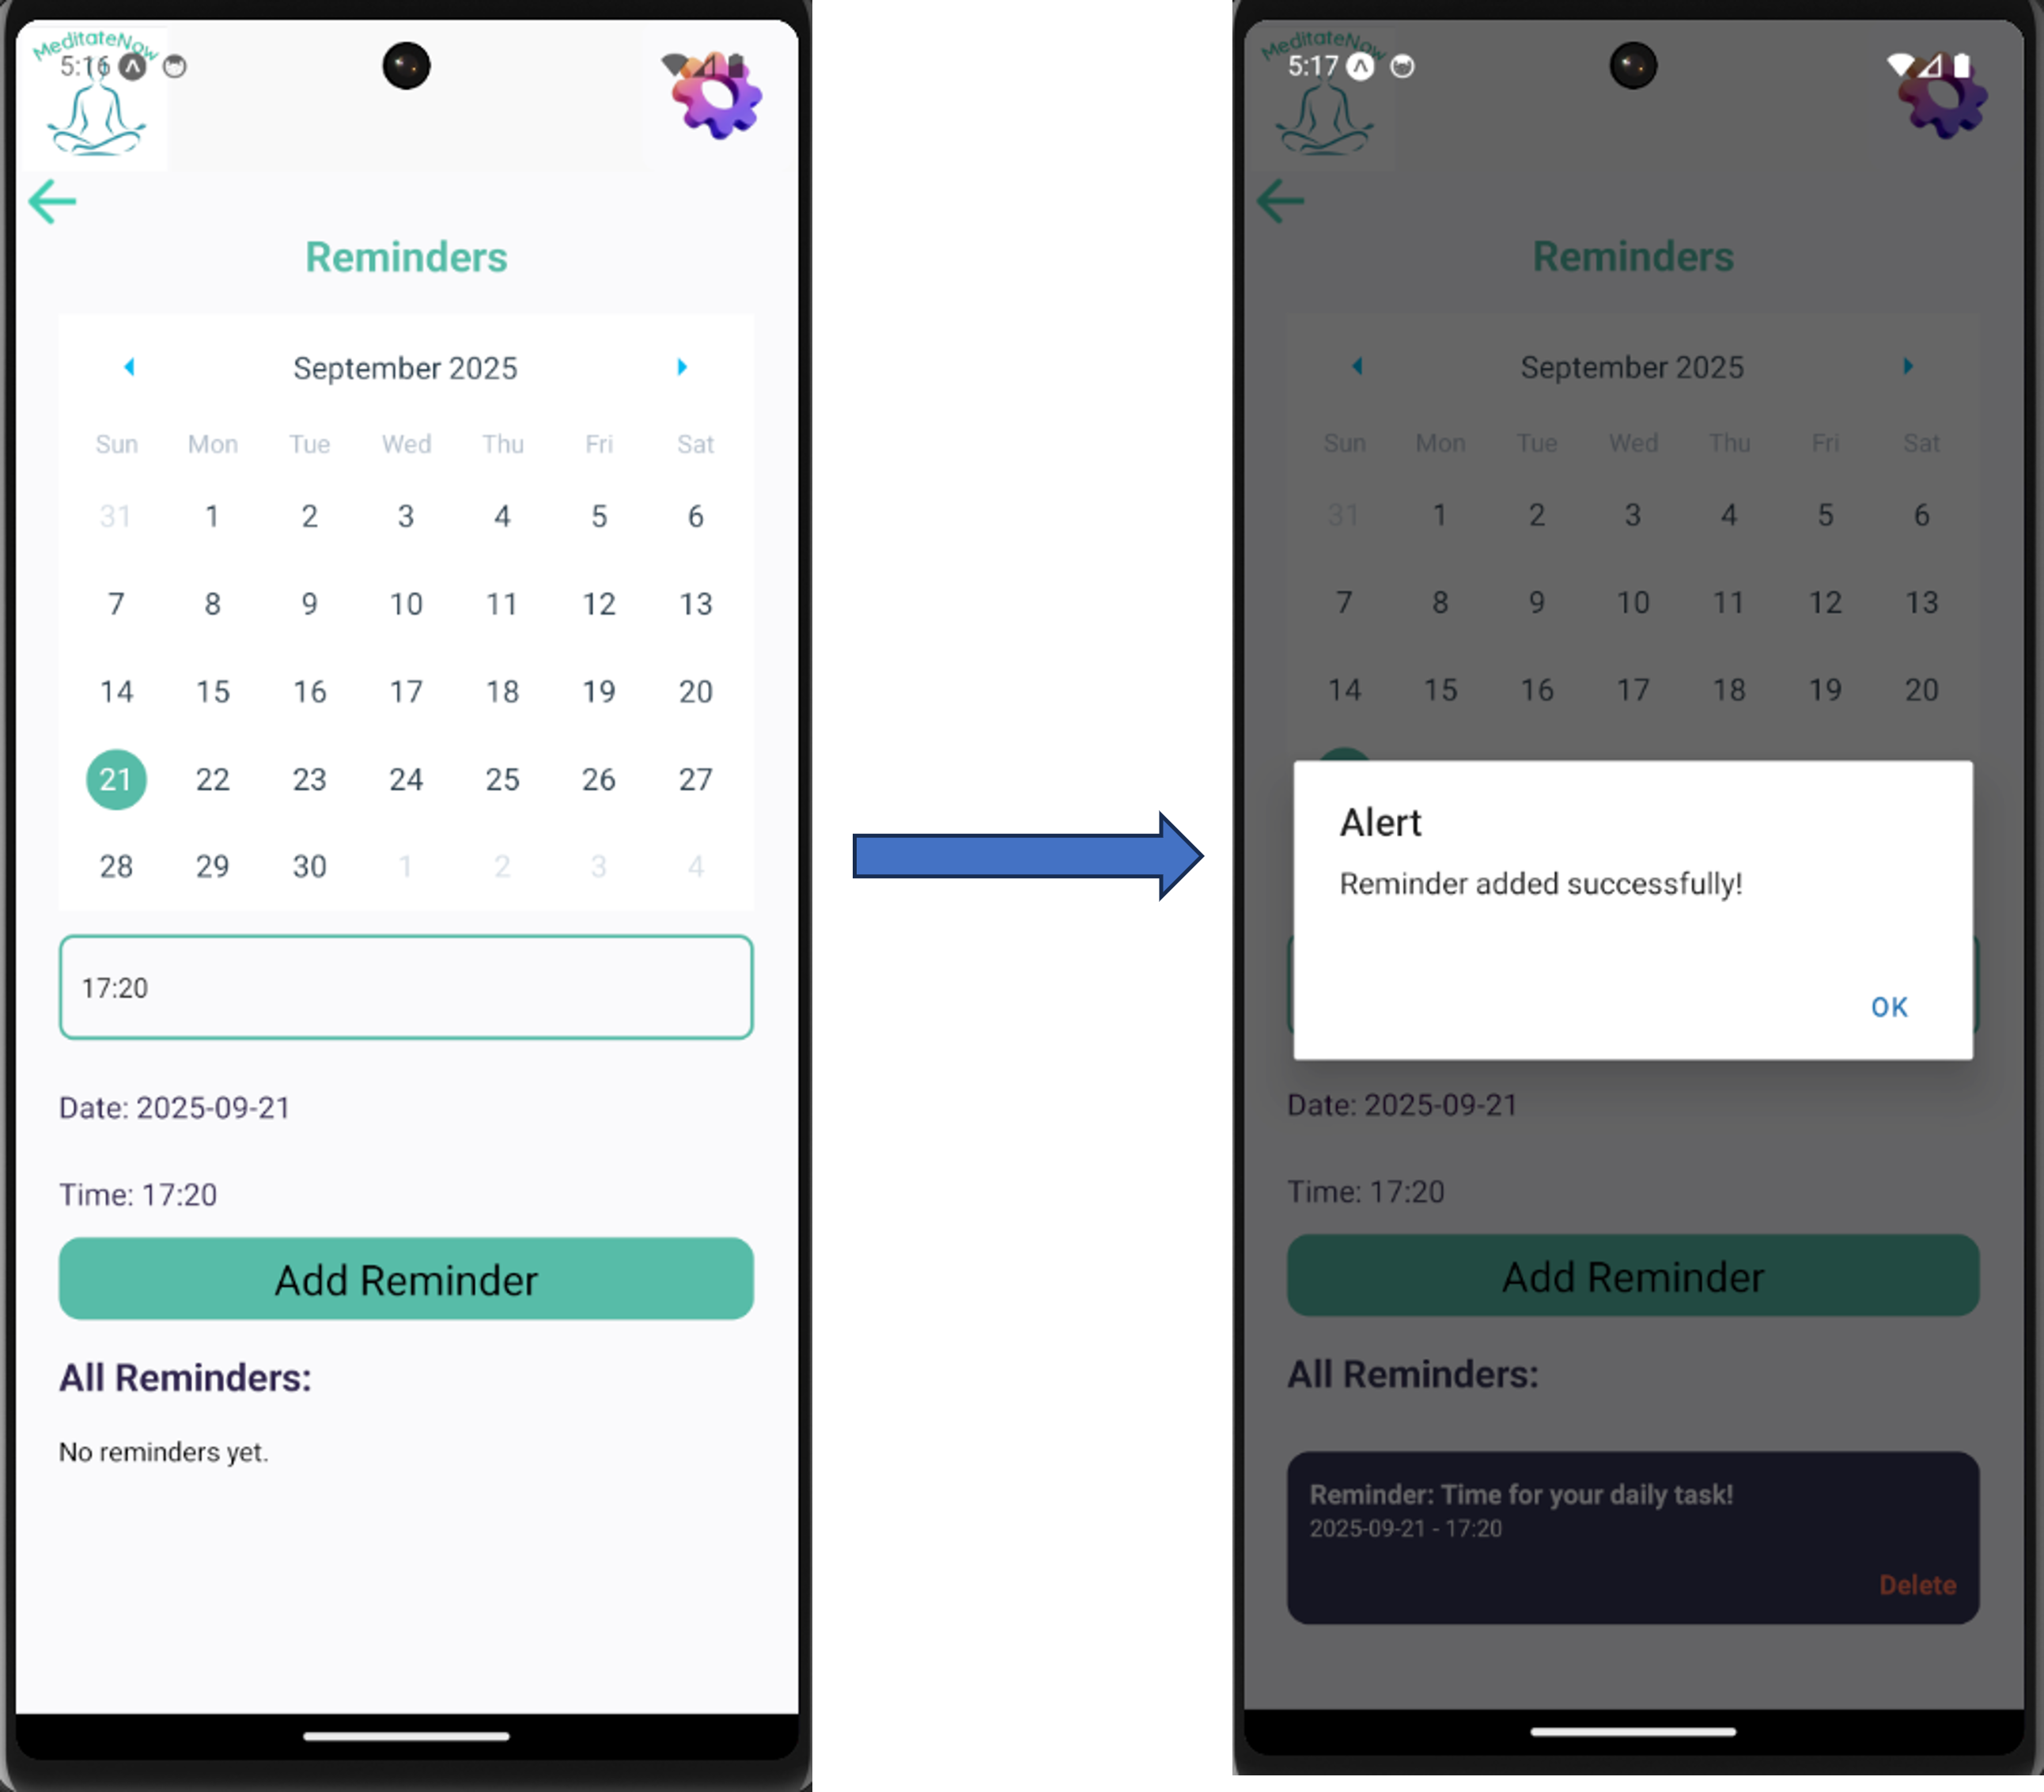 MeditateNow
5:16
Reminders
September 2025
Sun Mon Tue Wed Thu Fri Sat
31 1 2 3 4 5 6
7 8 9 10 11 12 13
14 15 16 17 18 19 20
21 22 23 24 25 26 27
28 29 30 1 2 3 4
17:20
Date: 2025-09-21
Time: 17:20
Add Reminder
All Reminders:
No reminders yet.
MeditateNow
5:17
Reminders
September 2025
Sun Mon Tue Wed Thu Fri Sat
31 1 2 3 4 5 6
7 8 9 10 11 12 13
14 15 16 17 18 19 20
Alert
Reminder added successfully!
OK
Date: 2025-09-21
Time: 17:20
Add Reminder
All Reminders:
Reminder: Time for your daily task!
2025-09-21 - 17:20
Delete